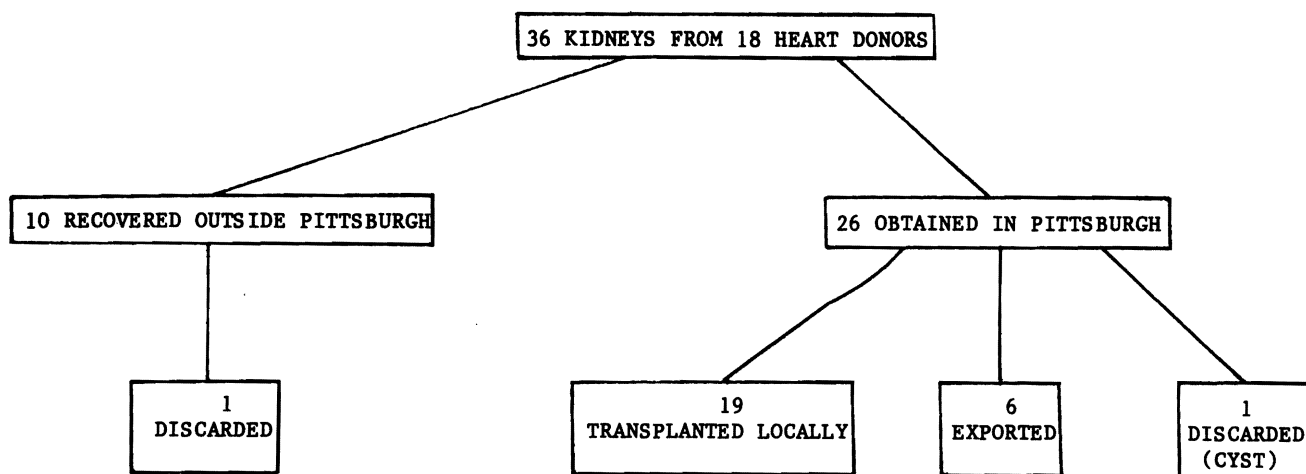 36 KIDNEYS FROM 18 HEART DONORS
10 RECOVERED OUTSIDE PITTSBURGH
26 OBTAINED IN PITTSBURGH
1
DISCARDED
19
TRANSPLANTED LOCALLY
6
EXPORTED
1
DISCARDED
(CYST)